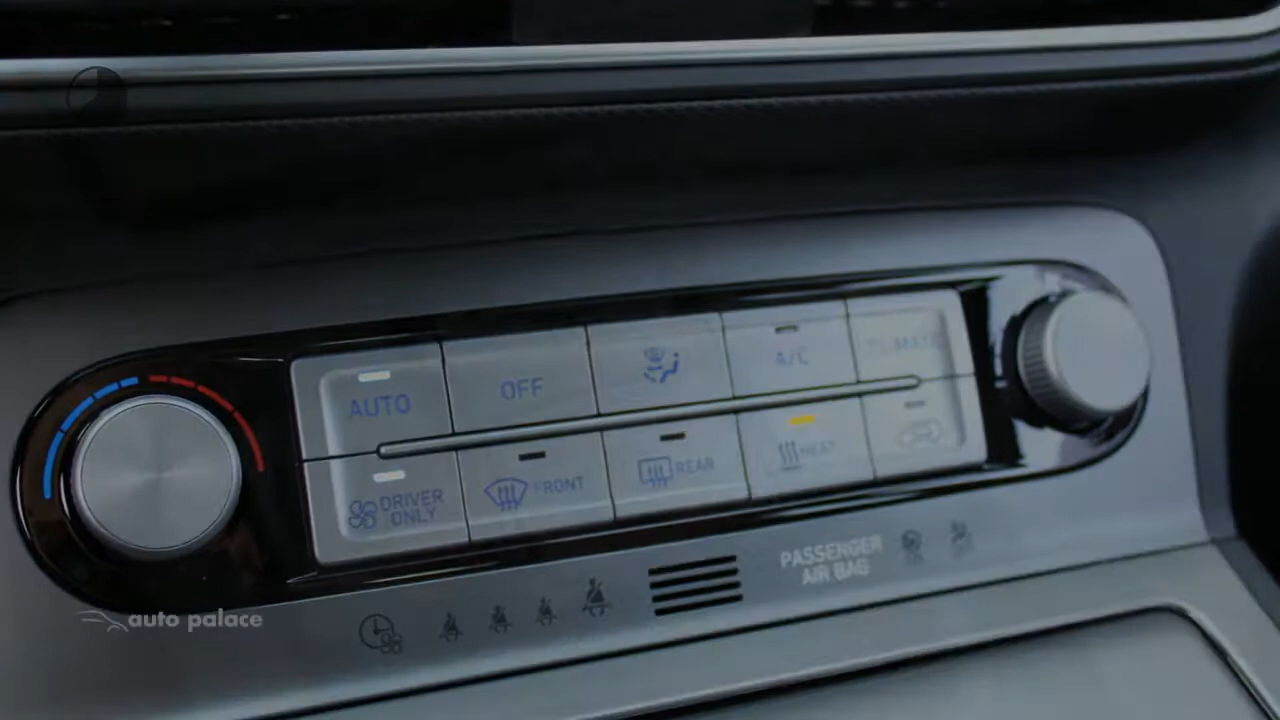 AUTO
OFF
A/C
DRIVER
ONLY
FRONT
REAR
HEAT
PASSENGER
AIR BAG
auto palace